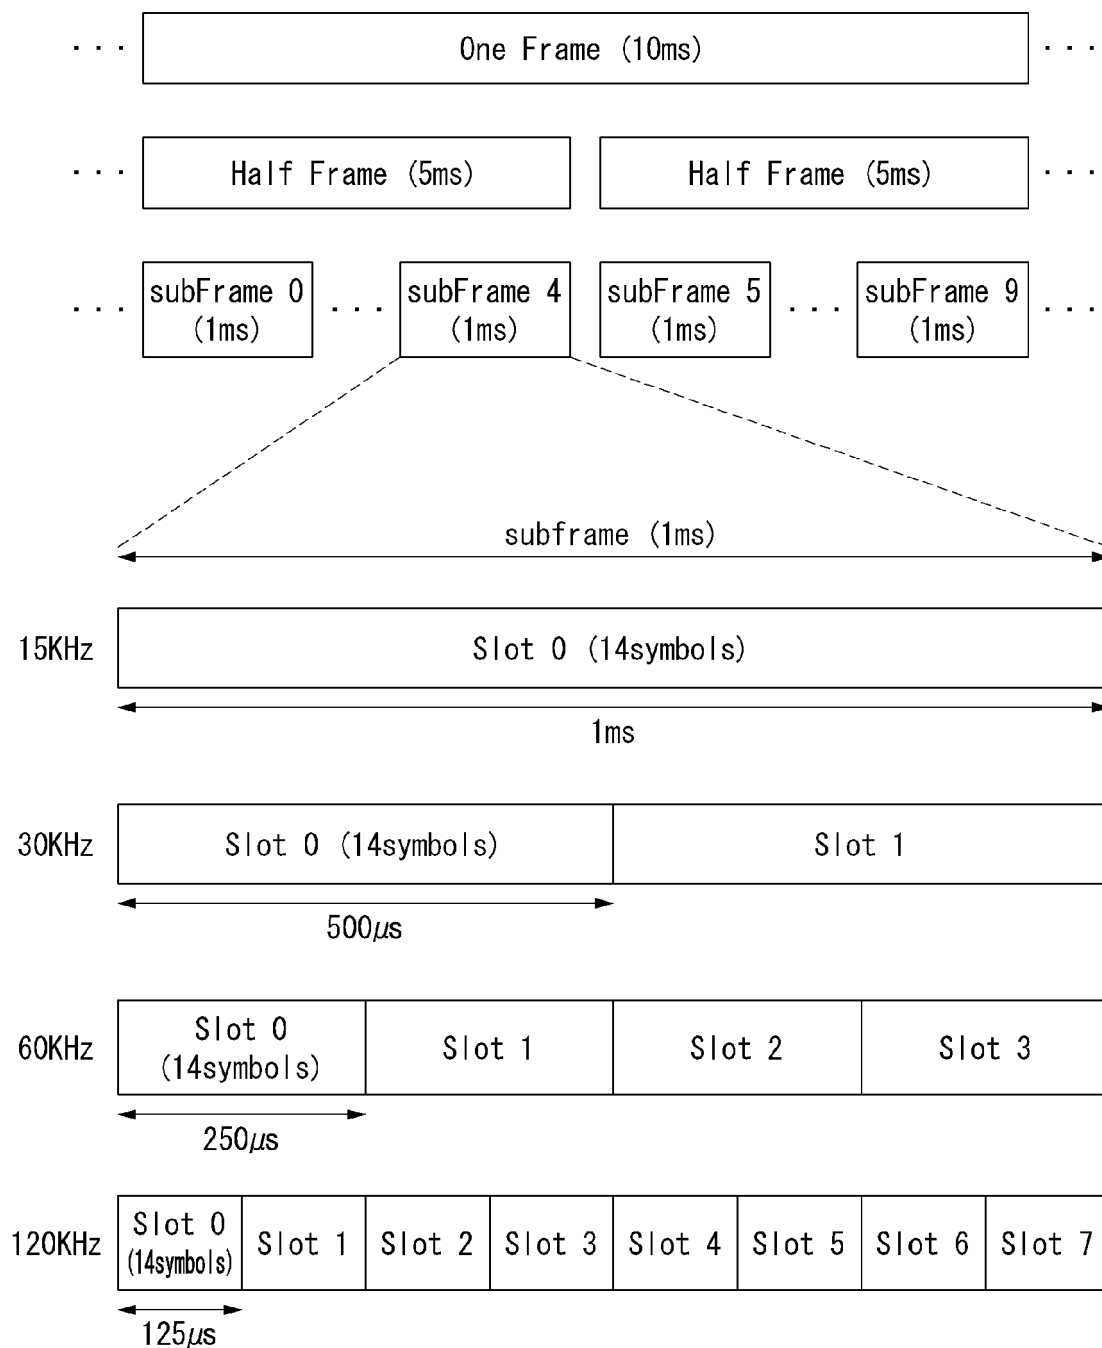 ... One Frame (10ms) ...
... Half Frame (5ms) Half Frame (5ms) ...
... subFrame 0 (1ms) ... subFrame 4 (1ms) subFrame 5 (1ms) ... subFrame 9 (1ms) ...
subframe (1ms)
15KHz Slot 0 (14symbols)
1ms
30KHz Slot 0 (14symbols) Slot 1
500μs
60KHz Slot 0 (14symbols) Slot 1 Slot 2 Slot 3
250μs
120KHz Slot 0 (14symbols) Slot 1 Slot 2 Slot 3 Slot 4 Slot 5 Slot 6 Slot 7
125μs